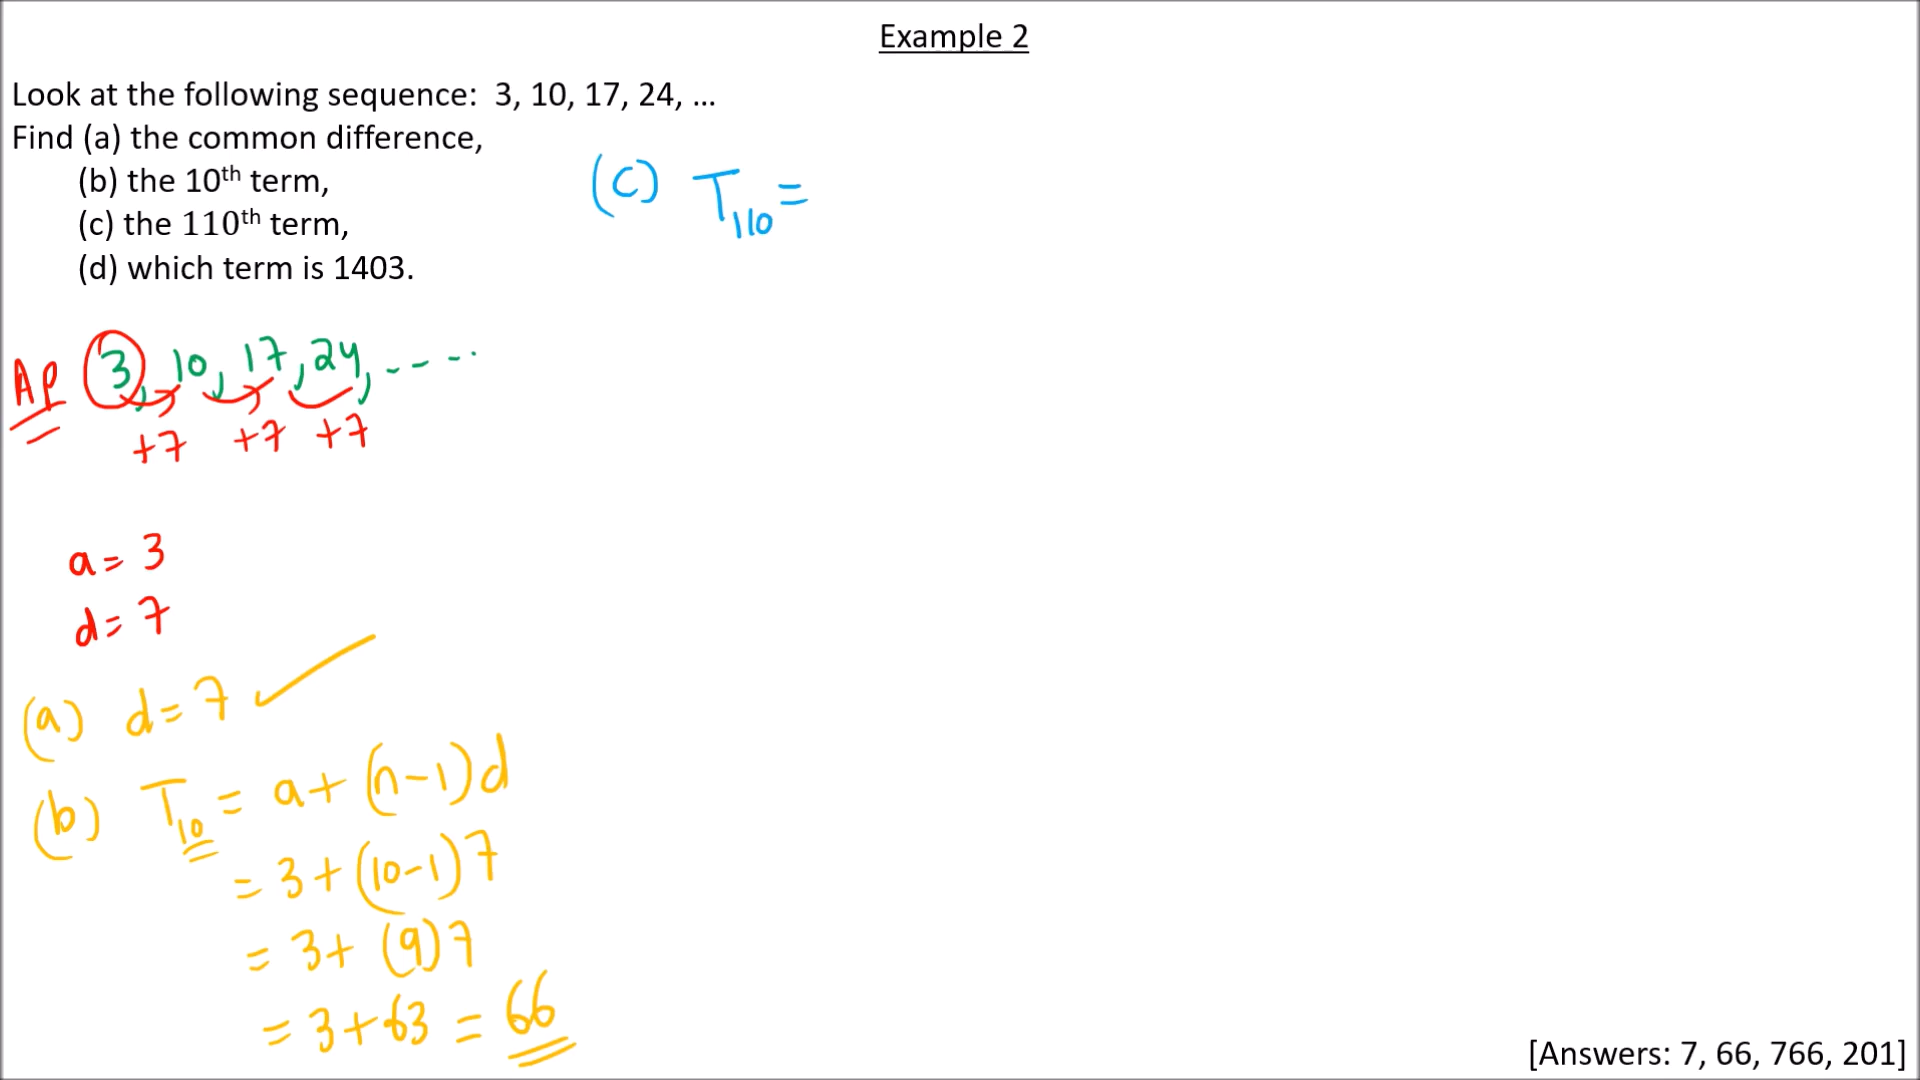 Example 2
Look at the following sequence:  3, 10, 17, 24, ...
Find (a) the common difference,
(b) the 10th term,
(c) the 110th term,
(d) which term is 1403.
(c) T110 =
AP 3, 10, 17, 24, ----
+7 +7 +7
a = 3
d = 7
(a) d = 7 ✓
(b) T10 = a + (n-1)d
= 3 + (10-1)7
= 3 + (9)7
= 3 + 63 = 66
[Answers: 7, 66, 766, 201]